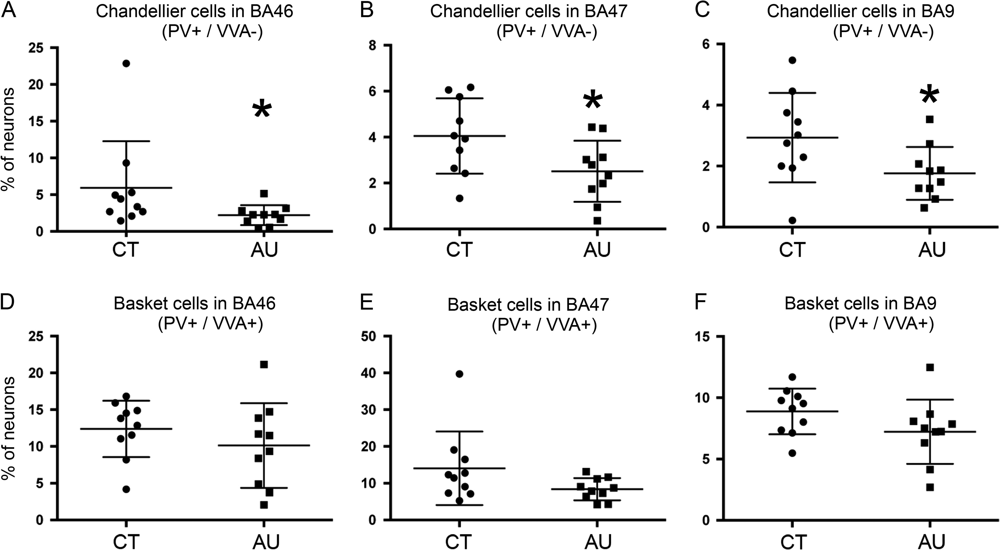 A
Chandellier cells in BA46
(PV+ / VVA-)
% of neurons
25
20
15
10
5
0
*
CT
AU
B
Chandellier cells in BA47
(PV+ / VVA-)
8
6
4
2
0
*
CT
AU
C
Chandellier cells in BA9
(PV+ / VVA-)
6
4
2
0
*
CT
AU
D
Basket cells in BA46
(PV+ / VVA+)
% of neurons
25
20
15
10
5
0
CT
AU
E
Basket cells in BA47
(PV+ / VVA+)
50
40
30
20
10
0
CT
AU
F
Basket cells in BA9
(PV+ / VVA+)
15
10
5
0
CT
AU